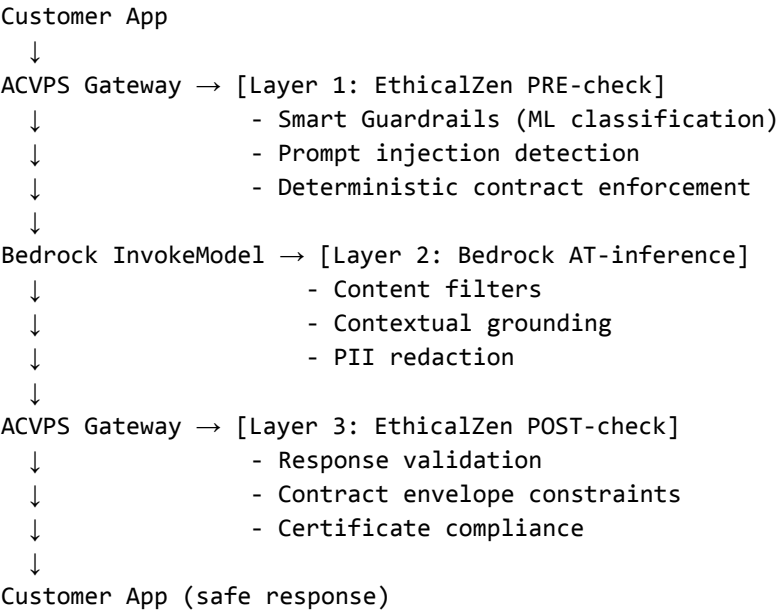 Customer App
↓
ACVPS Gateway → [Layer 1: EthicalZen PRE-check]
↓ - Smart Guardrails (ML classification)
↓ - Prompt injection detection
↓ - Deterministic contract enforcement
↓
Bedrock InvokeModel → [Layer 2: Bedrock AT-inference]
↓ - Content filters
↓ - Contextual grounding
↓ - PII redaction
↓
ACVPS Gateway → [Layer 3: EthicalZen POST-check]
↓ - Response validation
↓ - Contract envelope constraints
↓ - Certificate compliance
↓
Customer App (safe response)